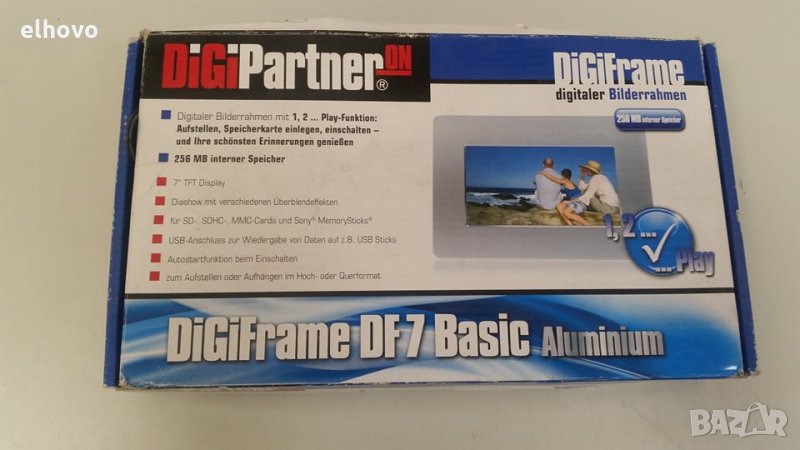 elhovo
DiGiPartner DN
®
DiGiFrame
digitaler Bilderrahmen
256 MB interner Speicher
Digitaler Bilderrahmen mit 1, 2 ... Play-Funktion:
Aufstellen, Speicherkarte einlegen, einschalten –
und Ihre schönsten Erinnerungen genießen
256 MB interner Speicher
7" TFT Display
Diashow mit verschiedenen Überblendeffekten
für SD-, SDHC-, MMC-Cards und Sony® MemorySticks®
USB-Anschluss zur Wiedergabe von Daten auf z.B. USB Sticks
Autostartfunktion beim Einschalten
zum Aufstellen oder Aufhängen im Hoch- oder Querformat
1, 2 ...
... Play
DiGiFrame DF7 Basic Aluminium
BAZAR